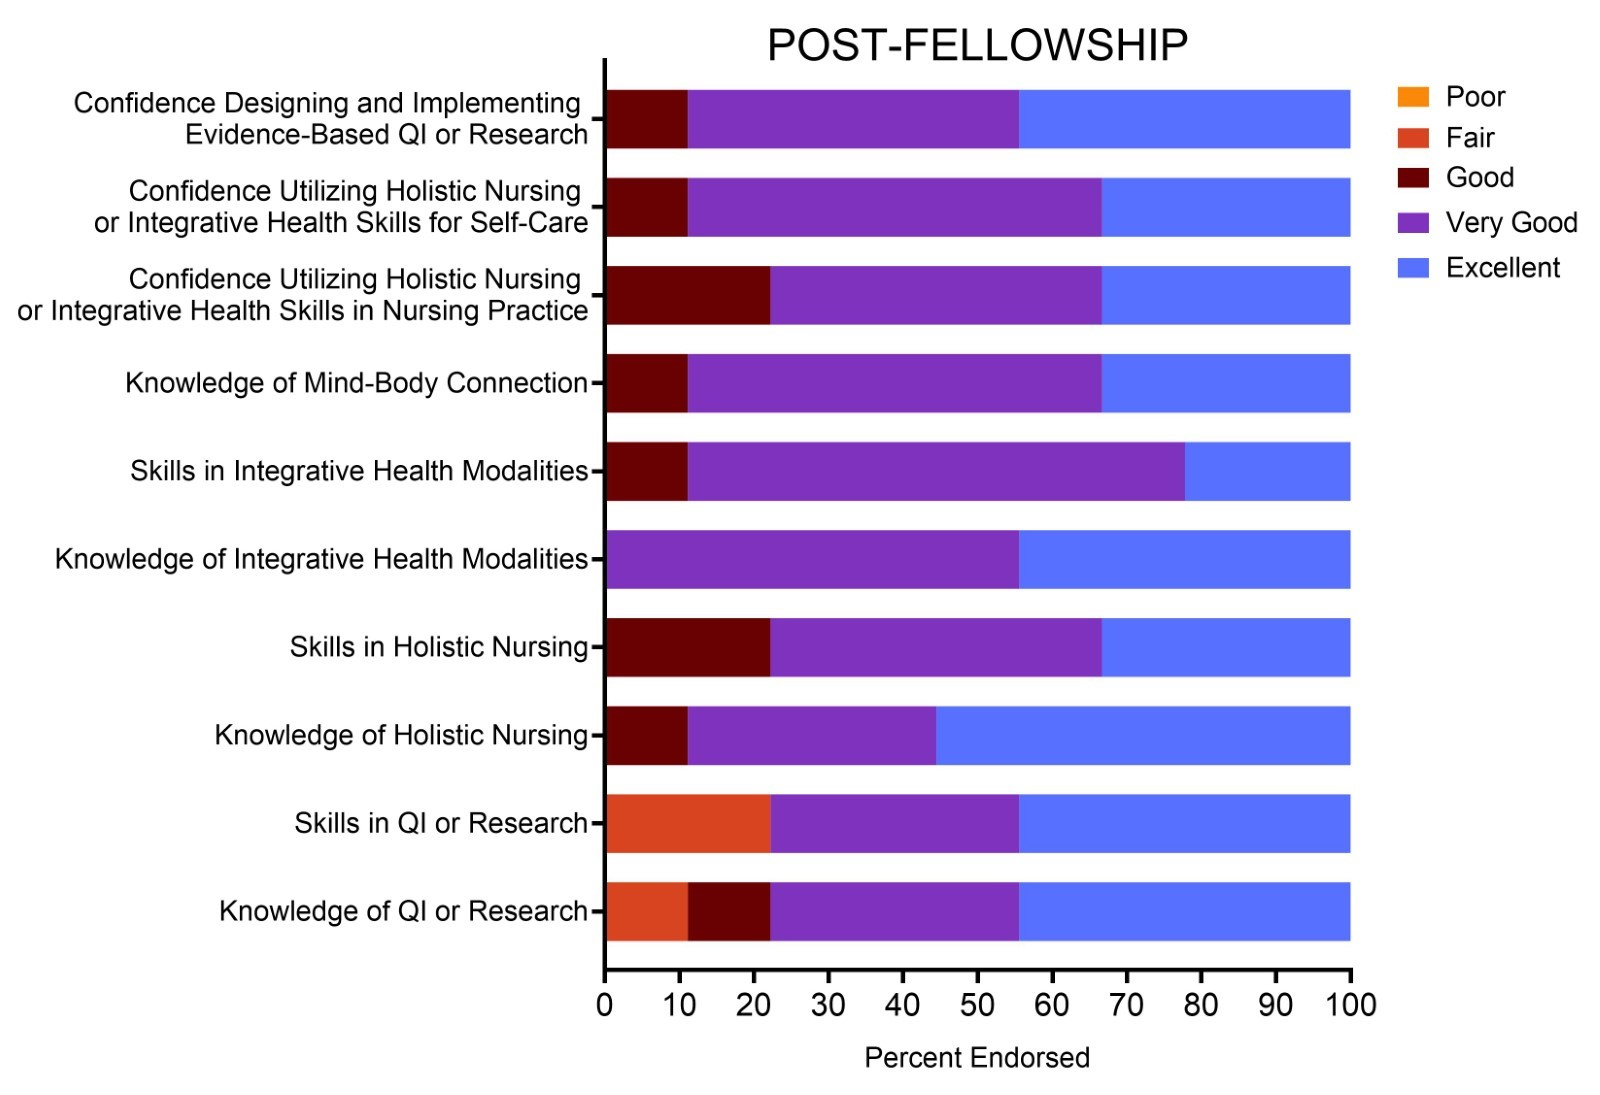 POST-FELLOWSHIP
Confidence Designing and Implementing
Evidence-Based QI or Research
Confidence Utilizing Holistic Nursing
or Integrative Health Skills for Self-Care
Confidence Utilizing Holistic Nursing
or Integrative Health Skills in Nursing Practice
Knowledge of Mind-Body Connection
Skills in Integrative Health Modalities
Knowledge of Integrative Health Modalities
Skills in Holistic Nursing
Knowledge of Holistic Nursing
Skills in QI or Research
Knowledge of QI or Research
0 10 20 30 40 50 60 70 80 90 100
Percent Endorsed
Poor
Fair
Good
Very Good
Excellent